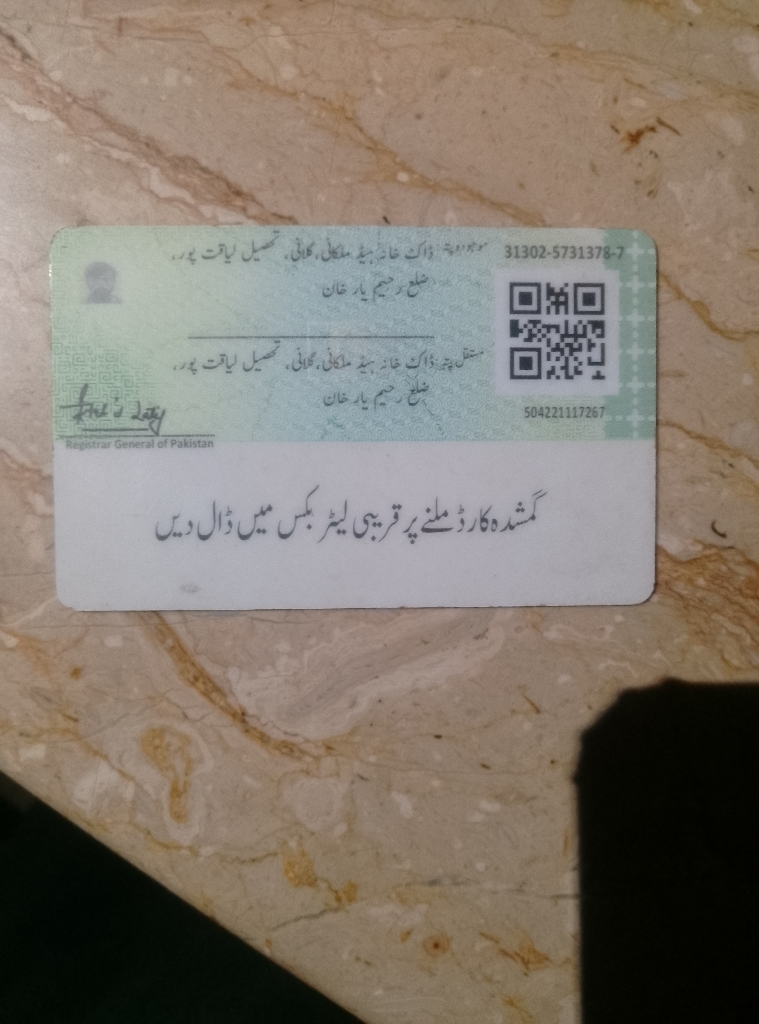 31302-5731378-7
موجودہ پتہ: ڈاک خانہ ہیڈ ملکانی، گلانی، تحصیل لیاقت پور،
ضلع رحیم یار خان
مستقل پتہ: ڈاک خانہ ہیڈ ملکانی، گلانی، تحصیل لیاقت پور،
ضلع رحیم یار خان
504221117267
Registrar General of Pakistan
گمشدہ کارڈ ملنے پر قریبی لیٹر بکس میں ڈال دیں